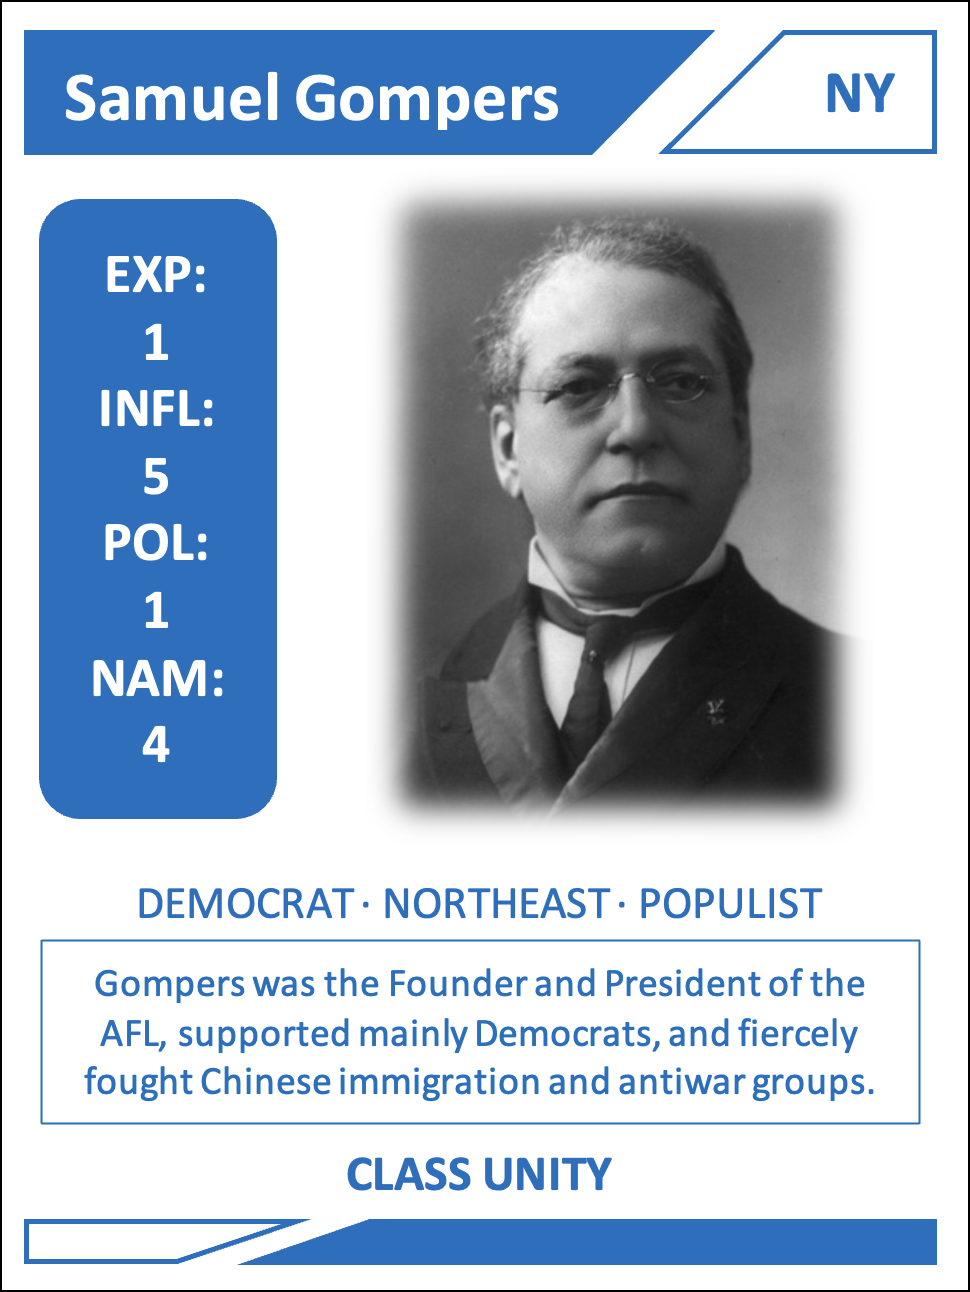 Samuel Gompers
NY
EXP:
1
INFL:
5
POL:
1
NAM:
4
DEMOCRAT · NORTHEAST · POPULIST
Gompers was the Founder and President of the
AFL, supported mainly Democrats, and fiercely
fought Chinese immigration and antiwar groups.
CLASS UNITY